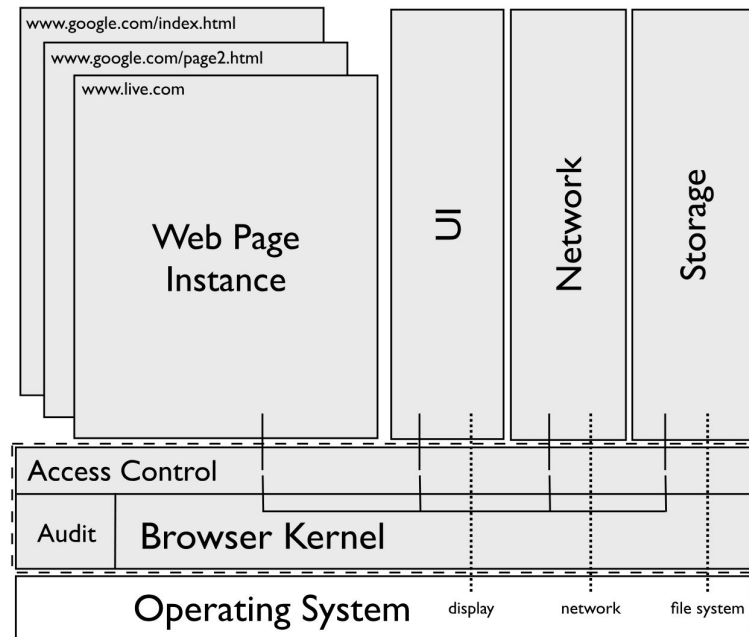 www.google.com/index.html
www.google.com/page2.html
www.live.com
Web Page
Instance
UI
Network
Storage
Access Control
Audit
Browser Kernel
Operating System
display
network
file system